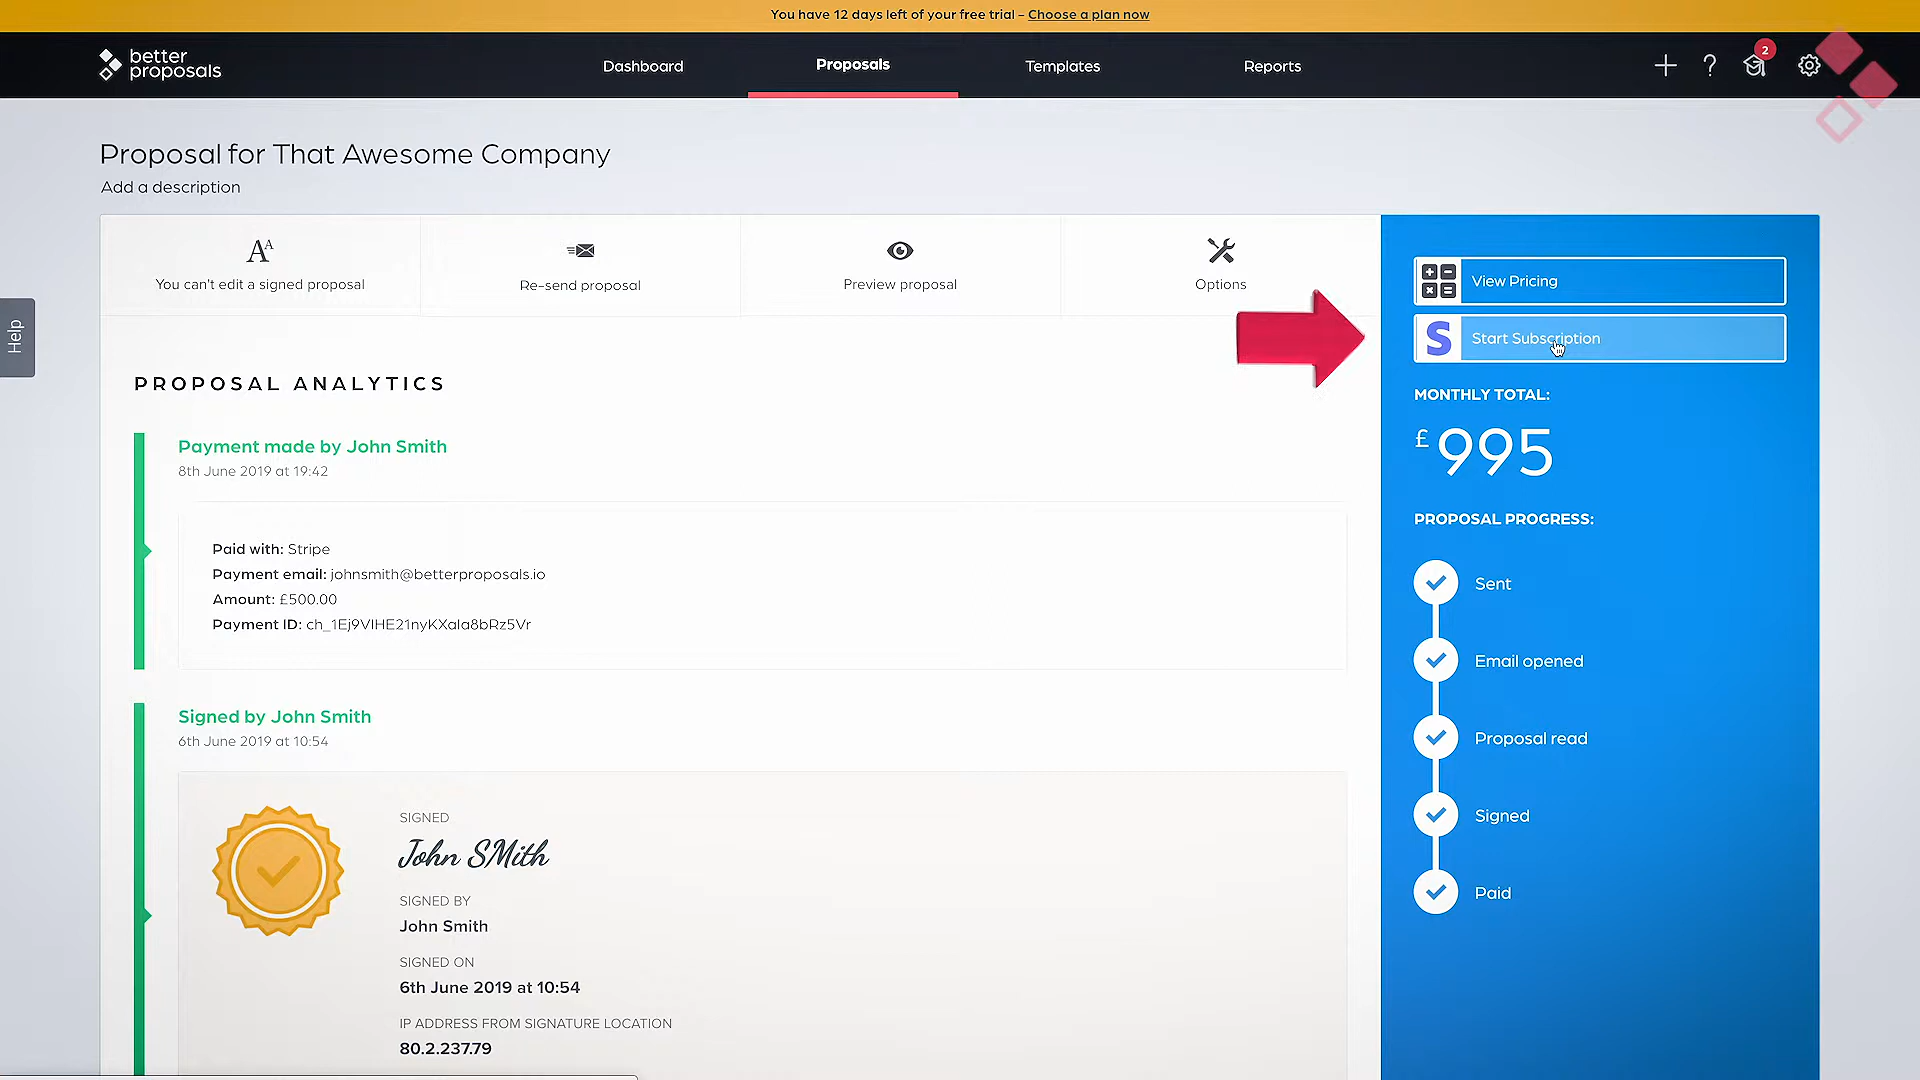 You have 12 days left of your free trial - Choose a plan now
better
proposals
Dashboard
Proposals
Templates
Reports
2
Proposal for That Awesome Company
Add a description
You can't edit a signed proposal
Re-send proposal
Preview proposal
Options
View Pricing
Start Subscription
Help
PROPOSAL ANALYTICS
MONTHLY TOTAL:
£995
Payment made by John Smith
8th June 2019 at 19:42
PROPOSAL PROGRESS:
Paid with: Stripe
Payment email: johnsmith@betterproposals.io
Amount: £500.00
Payment ID: ch_1Ej9VIHE21nyKXala8bRz5Vr
Sent
Email opened
Proposal read
Signed
Paid
Signed by John Smith
6th June 2019 at 10:54
SIGNED
John SMith
SIGNED BY
John Smith
SIGNED ON
6th June 2019 at 10:54
IP ADDRESS FROM SIGNATURE LOCATION
80.2.237.79